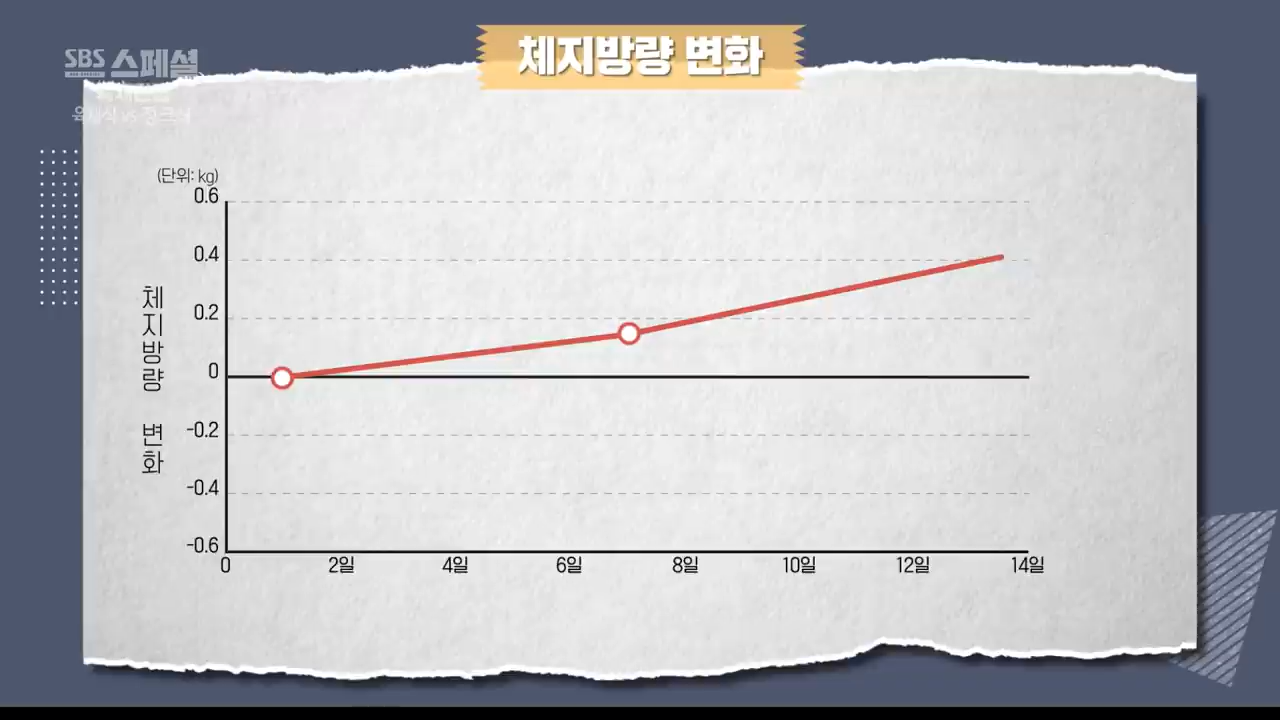 체지방량 변화
SBS 스페셜
(단위: kg)
0.6
0.4
0.2
0
-0.2
-0.4
-0.6
체지방량 변화
0 2일 4일 6일 8일 10일 12일 14일